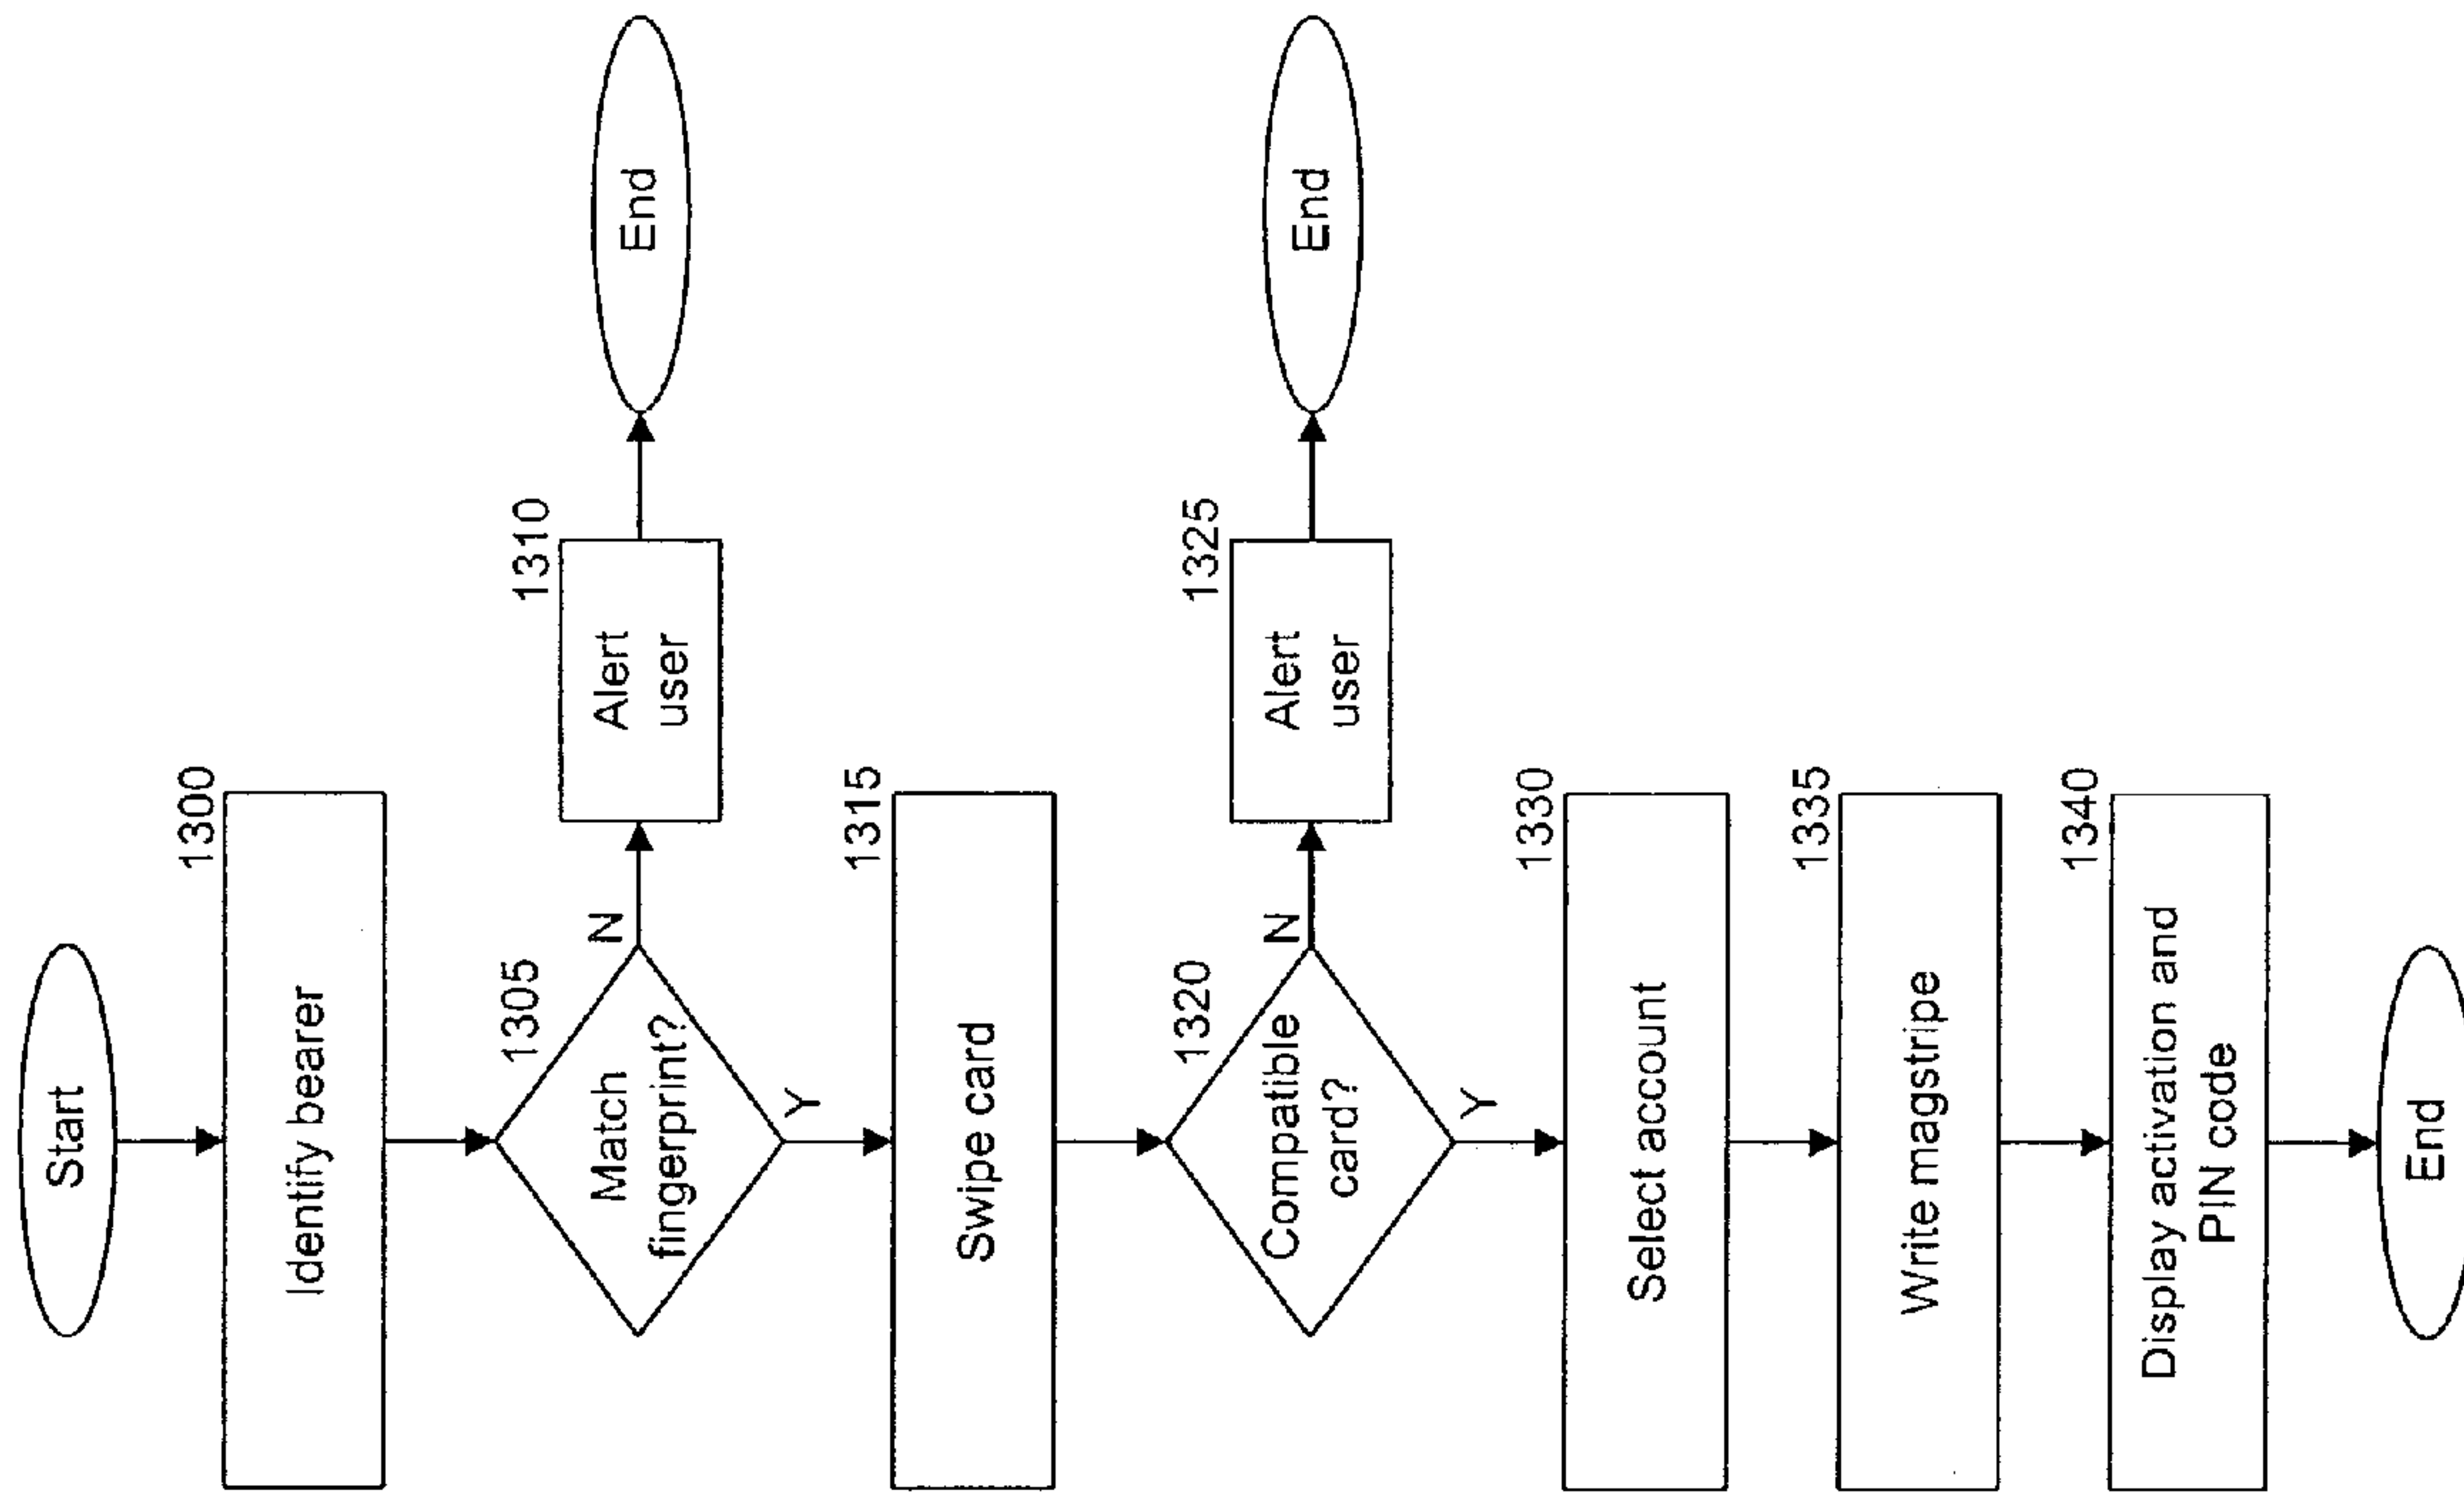 Start
1300
Identify bearer
1305
Match
fingerprint?
N
1310
Alert
user
End
Y
1315
Swipe card
1320
Compatible
card?
N
1325
Alert
user
End
Y
1330
Select account
1335
Write magstripe
1340
Display activation and
PIN code
End